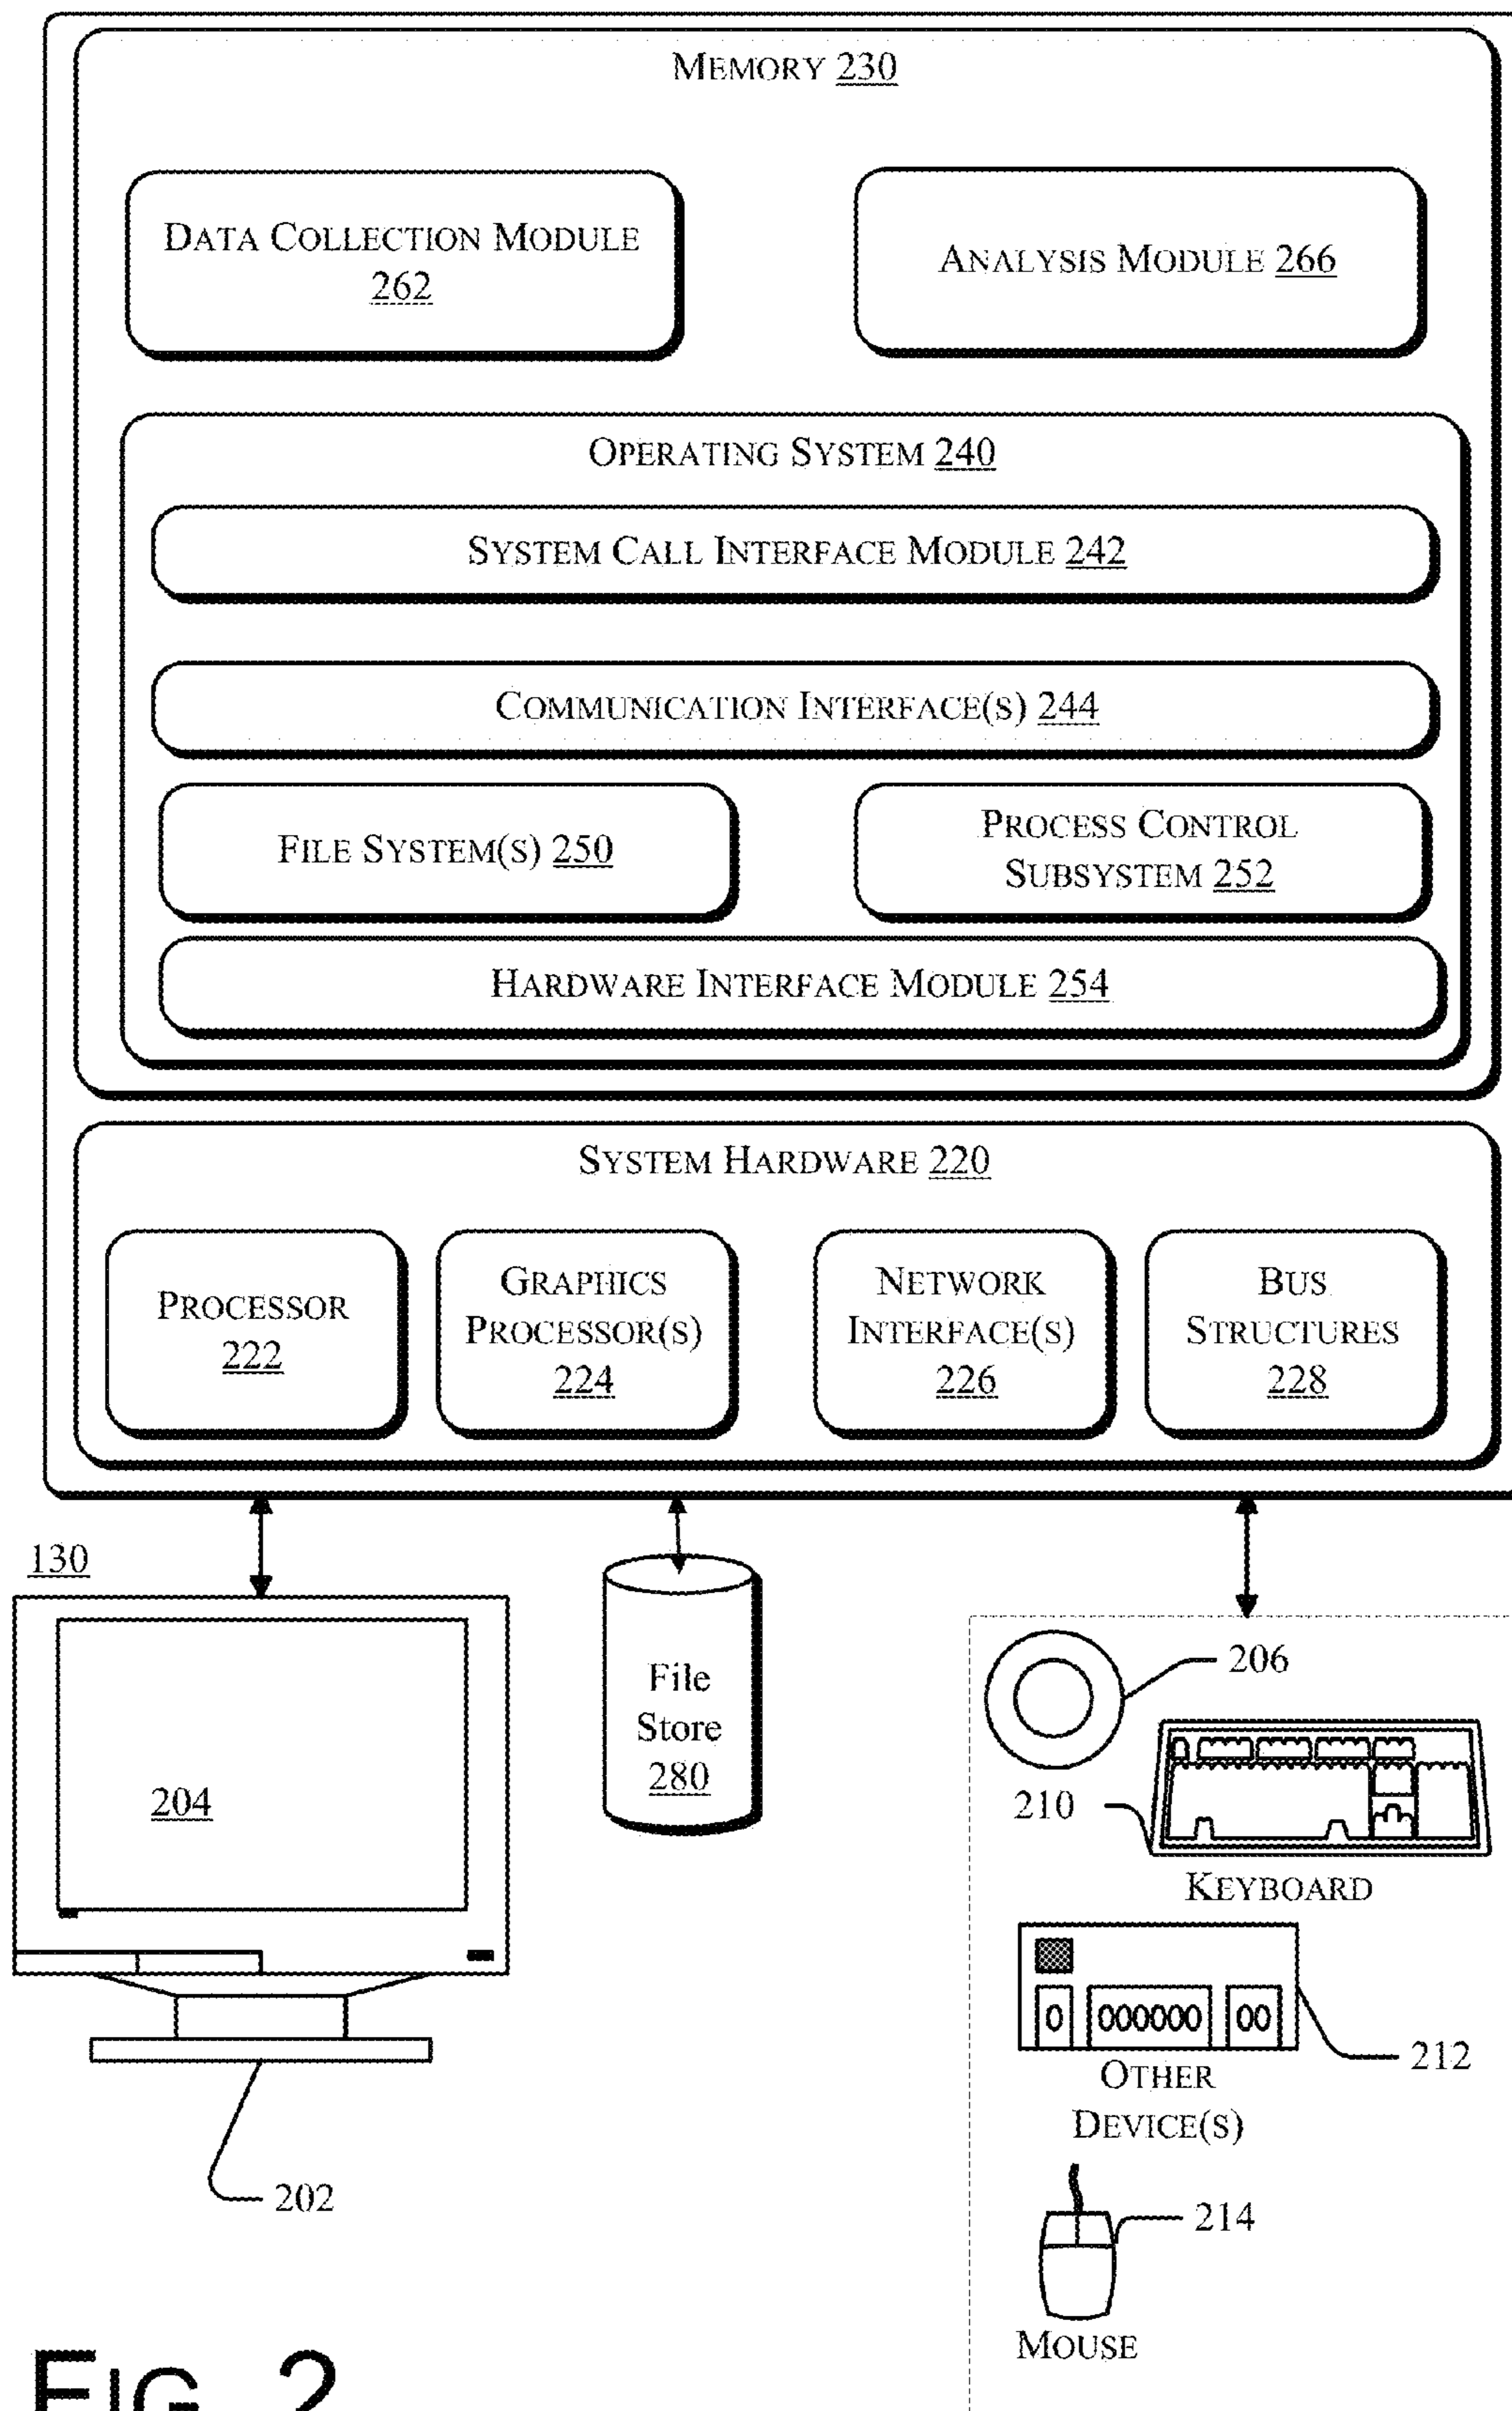 MEMORY 230
DATA COLLECTION MODULE
262
ANALYSIS MODULE 266
OPERATING SYSTEM 240
SYSTEM CALL INTERFACE MODULE 242
COMMUNICATION INTERFACE(S) 244
FILE SYSTEM(S) 250
PROCESS CONTROL
SUBSYSTEM 252
HARDWARE INTERFACE MODULE 254
SYSTEM HARDWARE 220
PROCESSOR
222
GRAPHICS
PROCESSOR(S)
224
NETWORK
INTERFACE(S)
226
BUS
STRUCTURES
228
130
204
202
File
Store
280
206
210
KEYBOARD
212
OTHER
DEVICE(S)
214
MOUSE
FIG. 2